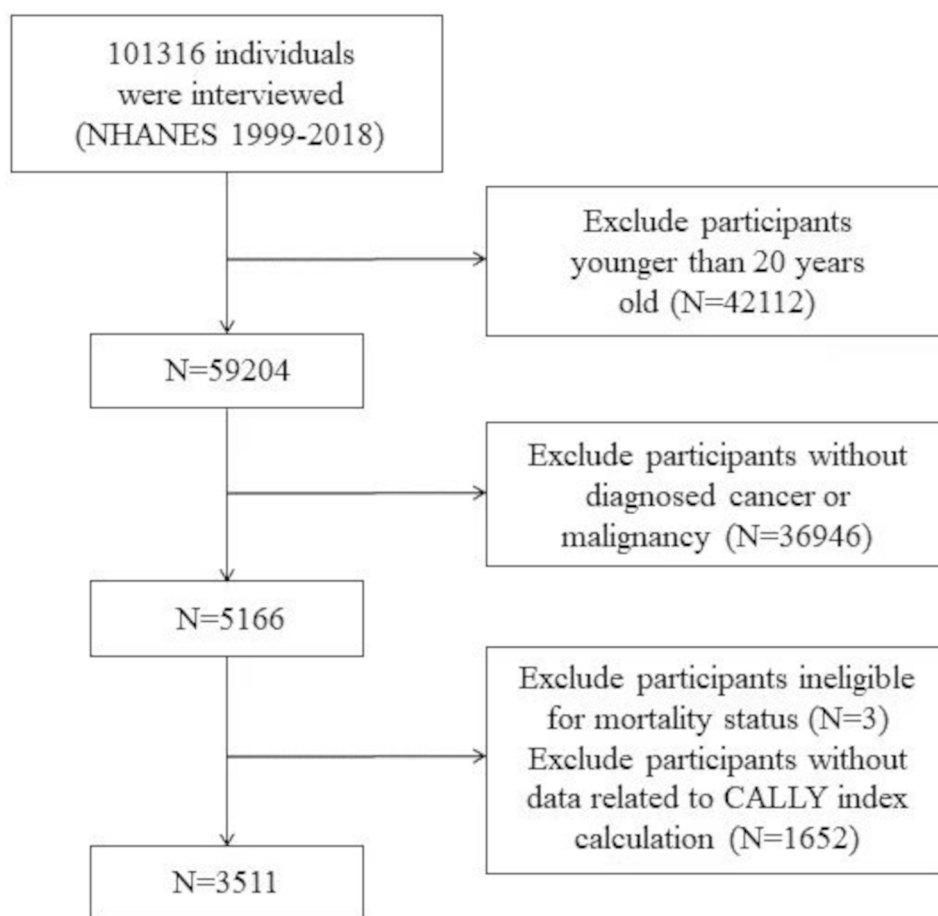 101316 individuals
were interviewed
(NHANES 1999-2018)
Exclude participants
younger than 20 years
old (N=42112)
N=59204
Exclude participants without
diagnosed cancer or
malignancy (N=36946)
N=5166
Exclude participants ineligible
for mortality status (N=3)
Exclude participants without
data related to CALLY index
calculation (N=1652)
N=3511